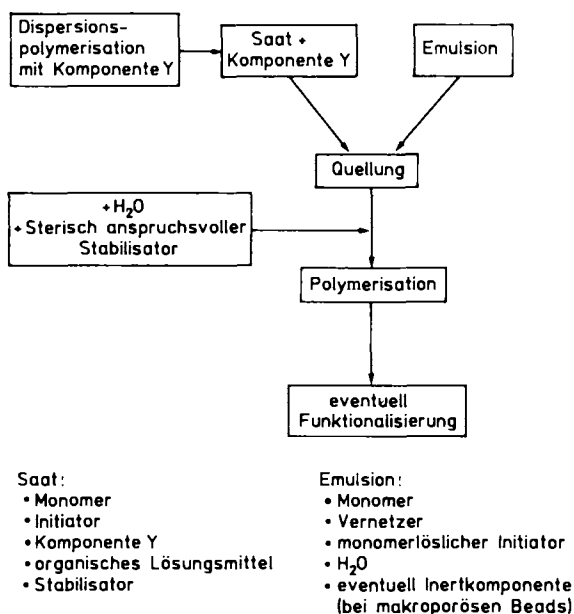 Dispersions-
polymerisation
mit Komponente Y
Saat +
Komponente Y
Emulsion
Quellung
+H₂O
+Sterisch anspruchsvoller
Stabilisator
Polymerisation
eventuell
Funktionalisierung
Saat:
• Monomer
• Initiator
• Komponente Y
• organisches Lösungsmittel
• Stabilisator
Emulsion:
• Monomer
• Vernetzer
• monomerlöslicher Initiator
• H₂O
• eventuell Inertkomponente
(bei makroporösen Beads)